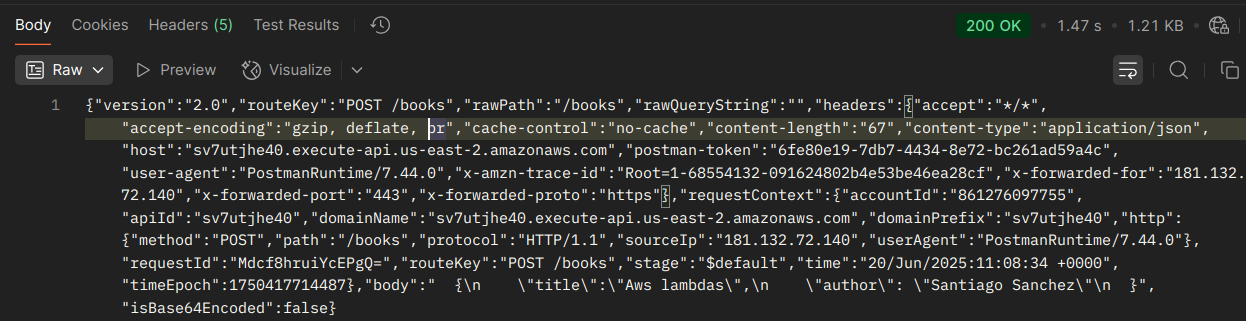 Body Cookies Headers (5) Test Results 200 OK • 1.47 s • 1.21 KB
Raw Preview Visualize
1 {"version":"2.0","routeKey":"POST /books","rawPath":"/books","rawQueryString":"","headers":{"accept":"*/*",
"accept-encoding":"gzip, deflate, br","cache-control":"no-cache","content-length":"67","content-type":"application/json",
"host":"sv7utjhe40.execute-api.us-east-2.amazonaws.com","postman-token":"6fe80e19-7db7-4434-8e72-bc261ad59a4c",
"user-agent":"PostmanRuntime/7.44.0","x-amzn-trace-id":"Root=1-68554132-091624802b4e53be46ea28cf","x-forwarded-for":"181.132.
72.140","x-forwarded-port":"443","x-forwarded-proto":"https"},"requestContext":{"accountId":"861276097755",
"apiId":"sv7utjhe40","domainName":"sv7utjhe40.execute-api.us-east-2.amazonaws.com","domainPrefix":"sv7utjhe40","http":
{"method":"POST","path":"/books","protocol":"HTTP/1.1","sourceIp":"181.132.72.140","userAgent":"PostmanRuntime/7.44.0"},
"requestId":"Mdcf8hruiYcEPgQ=","routeKey":"POST /books","stage":"$default","time":"20/Jun/2025:11:08:34 +0000",
"timeEpoch":1750417714487},"body":"  {\n    \"title\":\"Aws lambdas\",\n    \"author\": \"Santiago Sanchez\"\n  }",
"isBase64Encoded":false}